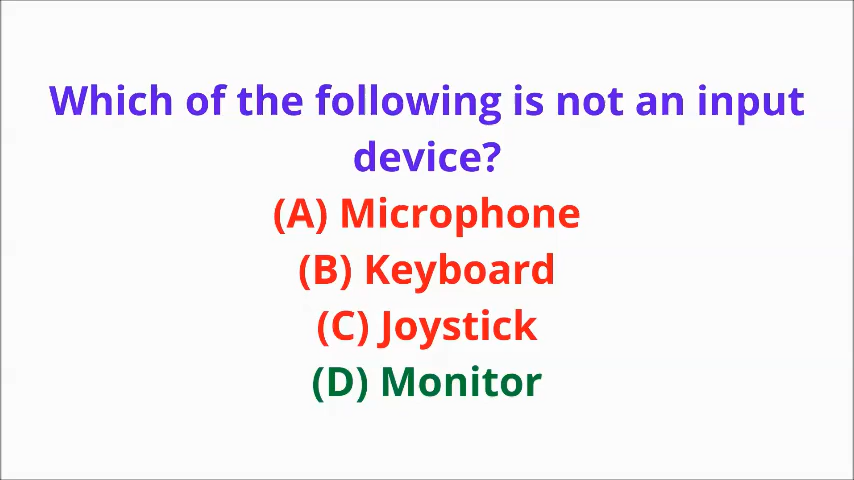 Which of the following is not an input
device?
(A) Microphone
(B) Keyboard
(C) Joystick
(D) Monitor